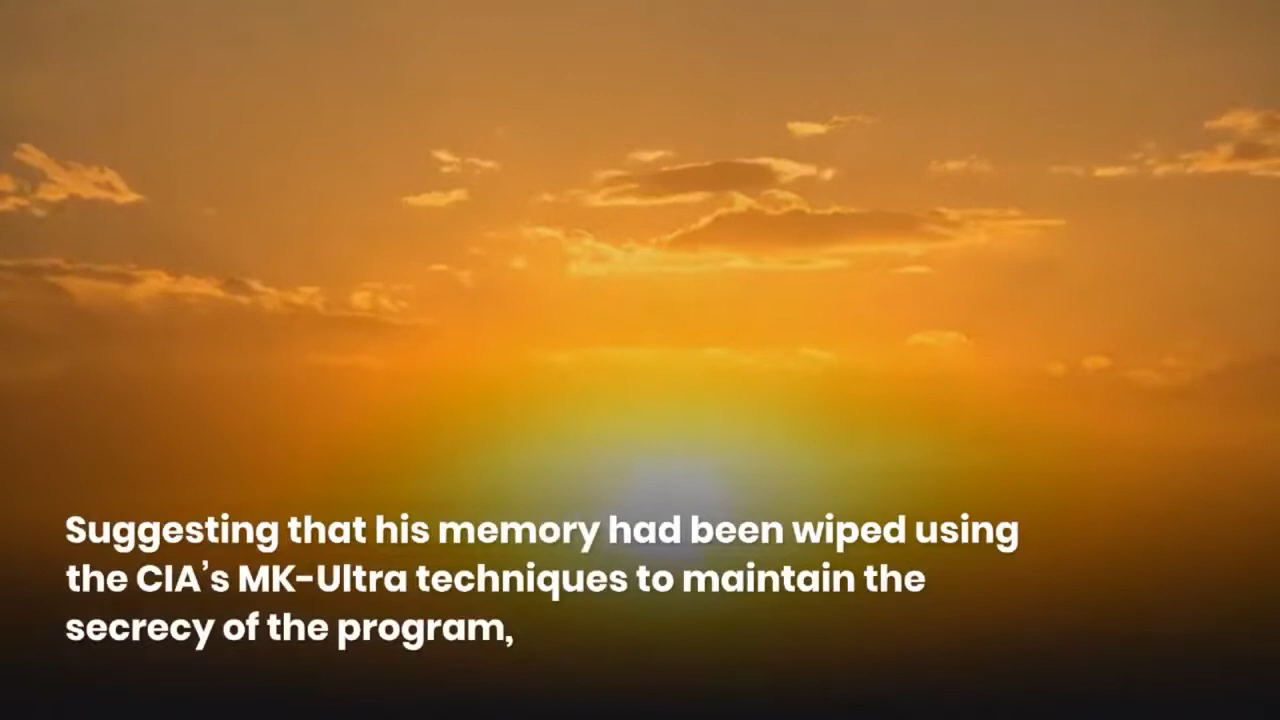 Suggesting that his memory had been wiped using
the CIA’s MK-Ultra techniques to maintain the
secrecy of the program,